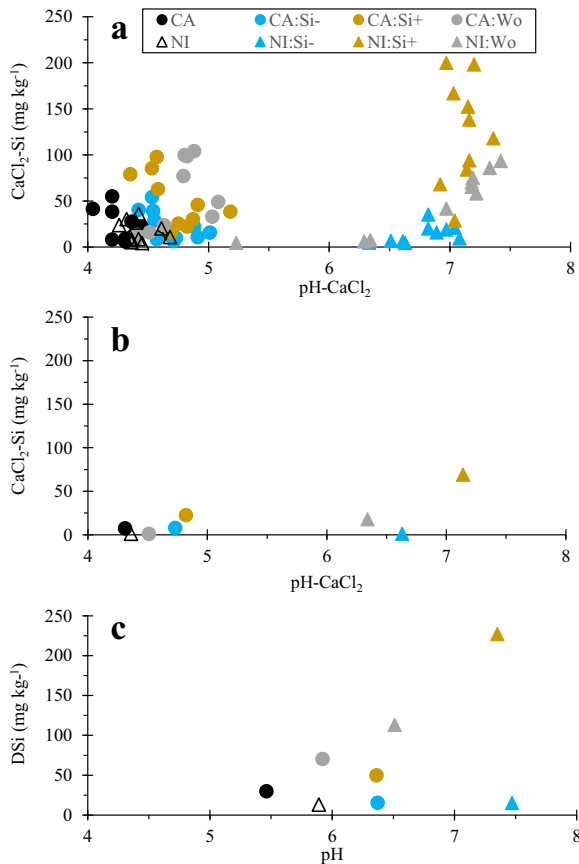 CA CA:Si- CA:Si+ CA:Wo
NI NI:Si- NI:Si+ NI:Wo
a
250
200
150
100
50
0
CaCl₂-Si (mg kg⁻¹)
4 5 6 7 8
pH-CaCl₂
b
250
200
150
100
50
0
CaCl₂-Si (mg kg⁻¹)
4 5 6 7 8
pH-CaCl₂
c
250
200
150
100
50
0
DSi (mg kg-¹)
4 5 6 7 8
pH